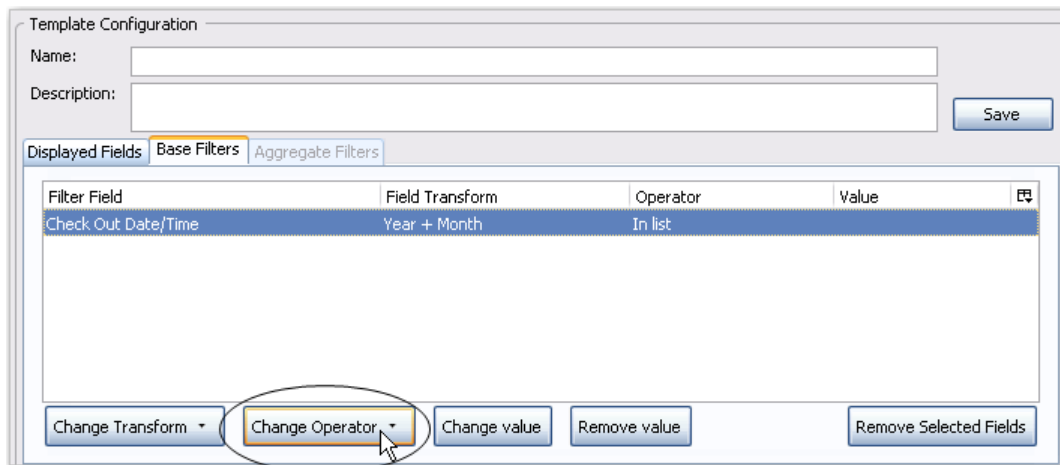 Template Configuration
Name:
Description:
Save
Displayed Fields Base Filters Aggregate Filters
Filter Field Field Transform Operator Value
Check Out Date/Time Year + Month In list
Change Transform Change Operator Change value Remove value Remove Selected Fields